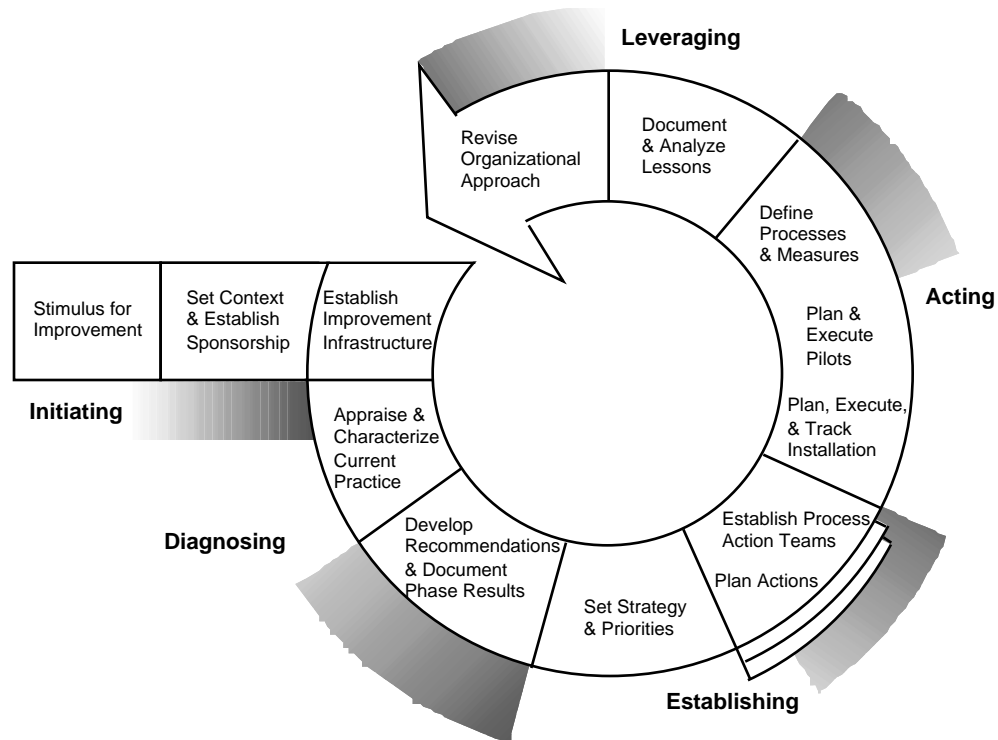 Leveraging
Revise
Organizational
Approach
Document
& Analyze
Lessons
Define
Processes
& Measures
Acting
Plan &
Execute
Pilots
Plan, Execute,
& Track
Installation
Stimulus for
Improvement
Set Context
& Establish
Sponsorship
Establish
Improvement
Infrastructure
Initiating
Appraise &
Characterize
Current
Practice
Diagnosing
Develop
Recommendations
& Document
Phase Results
Set Strategy
& Priorities
Establish Process
Action Teams
Plan Actions
Establishing